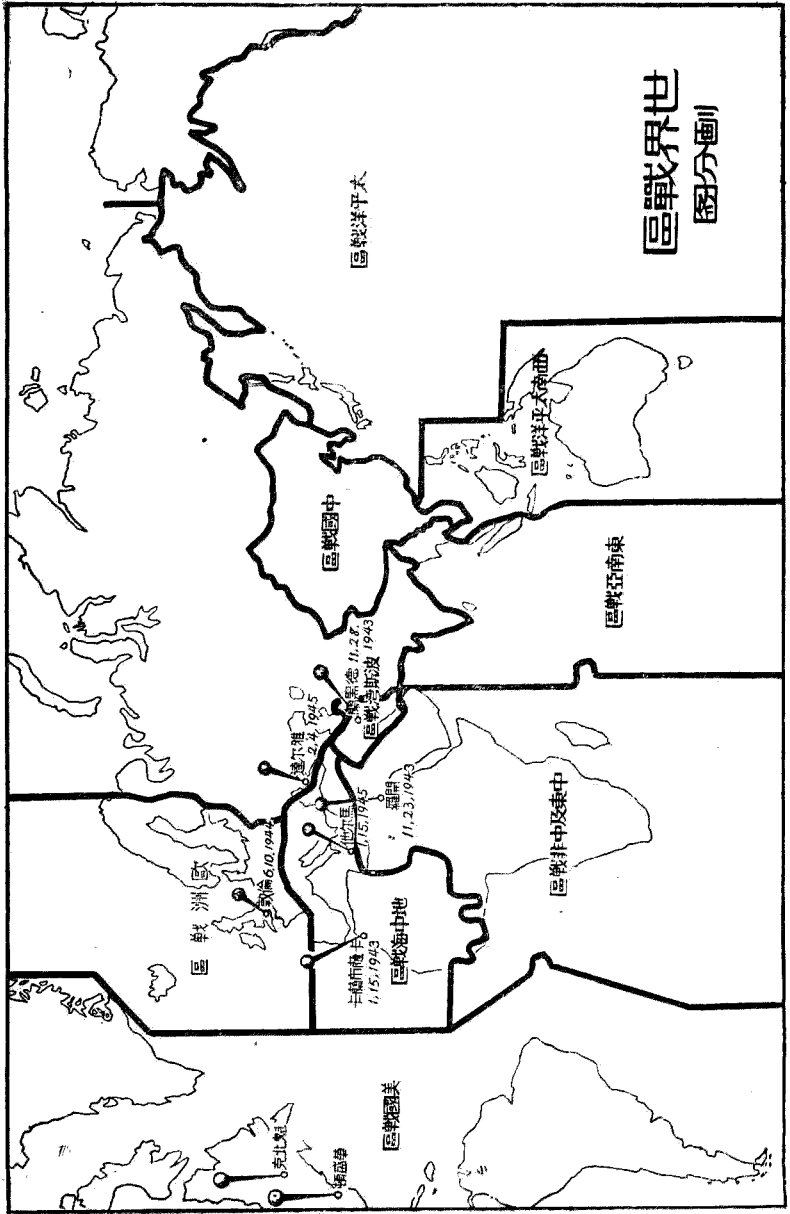 世界戰區
劃分图
太平洋戰區
西南太平洋戰區
中國戰區
東南亞戰區
德黑蘭 11,28,
1943
波斯灣戰區
雅尔達
2,4,1945
馬尔他
1,15,1945
開羅
11,23,1943
中東及中非戰區
歐洲戰區
倫敦 6,10,1944
卡薩布蘭卡
1,15,1943
地中海戰區
美國戰區
魁北克
華盛頓